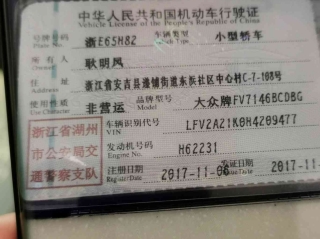 中华人民共和国机动车行驶证
Vehicle License of the People's Republic of China
号牌号码 浙E65H82 车辆类型 小型轿车
所有人 耿明风
Owner
住址 浙江省安吉县递铺街道东浜社区中心村C-7-108号
Address
使用性质 非营运 品牌型号 大众牌FV7146BCDBG
Use Character
浙江省湖州
市公安局交
通警察支队
车辆识别代号 LFV2A21K0H4209477
VIN
发动机号码 H62231
Engine No.
注册日期 2017-11-06 发证日期 2017-11-
Register Date